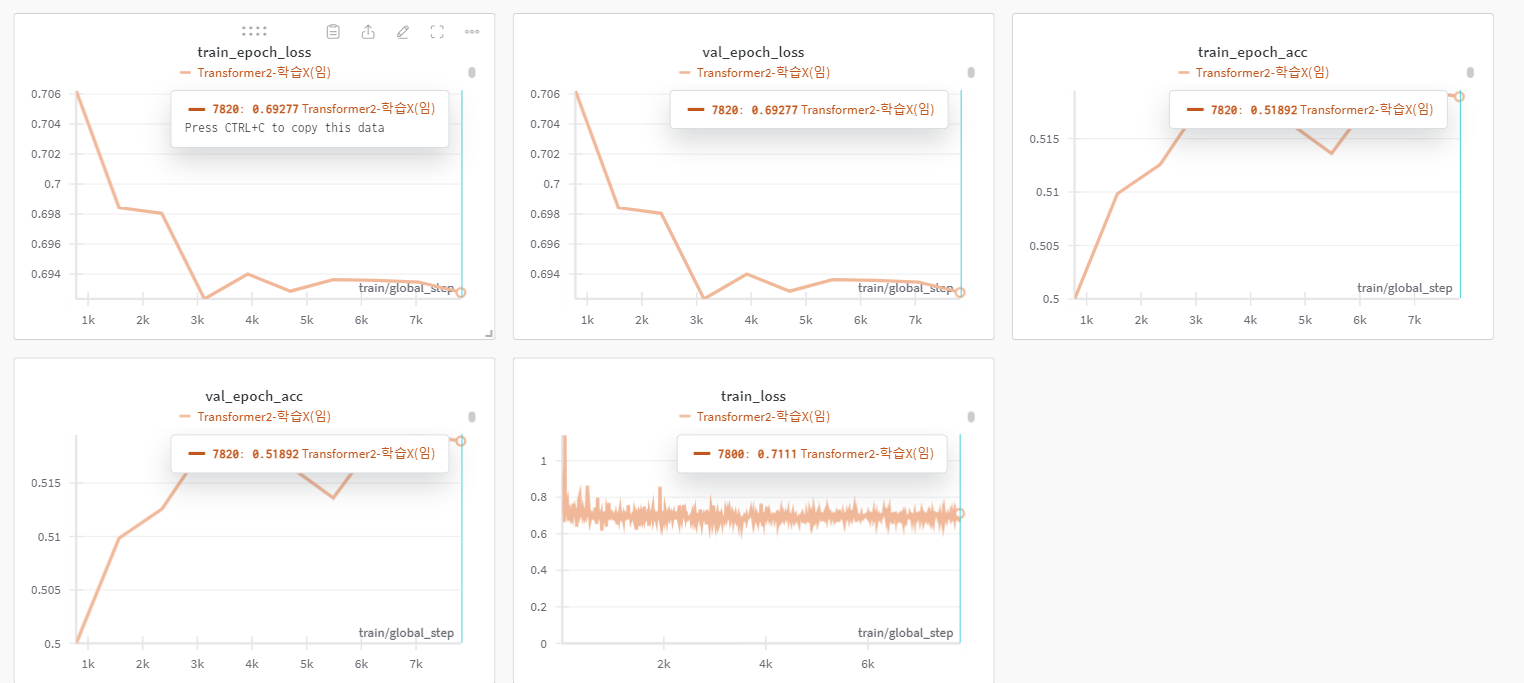 train_epoch_loss
Transformer2-학습X(임)
7820: 0.69277 Transformer2-학습X(임)
Press CTRL+C to copy this data
0.706
0.704
0.702
0.7
0.698
0.696
0.694
train/global_step
1k 2k 3k 4k 5k 6k 7k
val_epoch_loss
Transformer2-학습X(임)
7820: 0.69277 Transformer2-학습X(임)
0.706
0.704
0.702
0.7
0.698
0.696
0.694
train/global_step
1k 2k 3k 4k 5k 6k 7k
train_epoch_acc
Transformer2-학습X(임)
7820: 0.51892 Transformer2-학습X(임)
0.515
0.51
0.505
0.5
train/global_step
1k 2k 3k 4k 5k 6k 7k
val_epoch_acc
Transformer2-학습X(임)
7820: 0.51892 Transformer2-학습X(임)
0.515
0.51
0.505
0.5
train/global_step
1k 2k 3k 4k 5k 6k 7k
train_loss
Transformer2-학습X(임)
7800: 0.7111 Transformer2-학습X(임)
1
0.8
0.6
0.4
0.2
0
train/global_step
2k 4k 6k